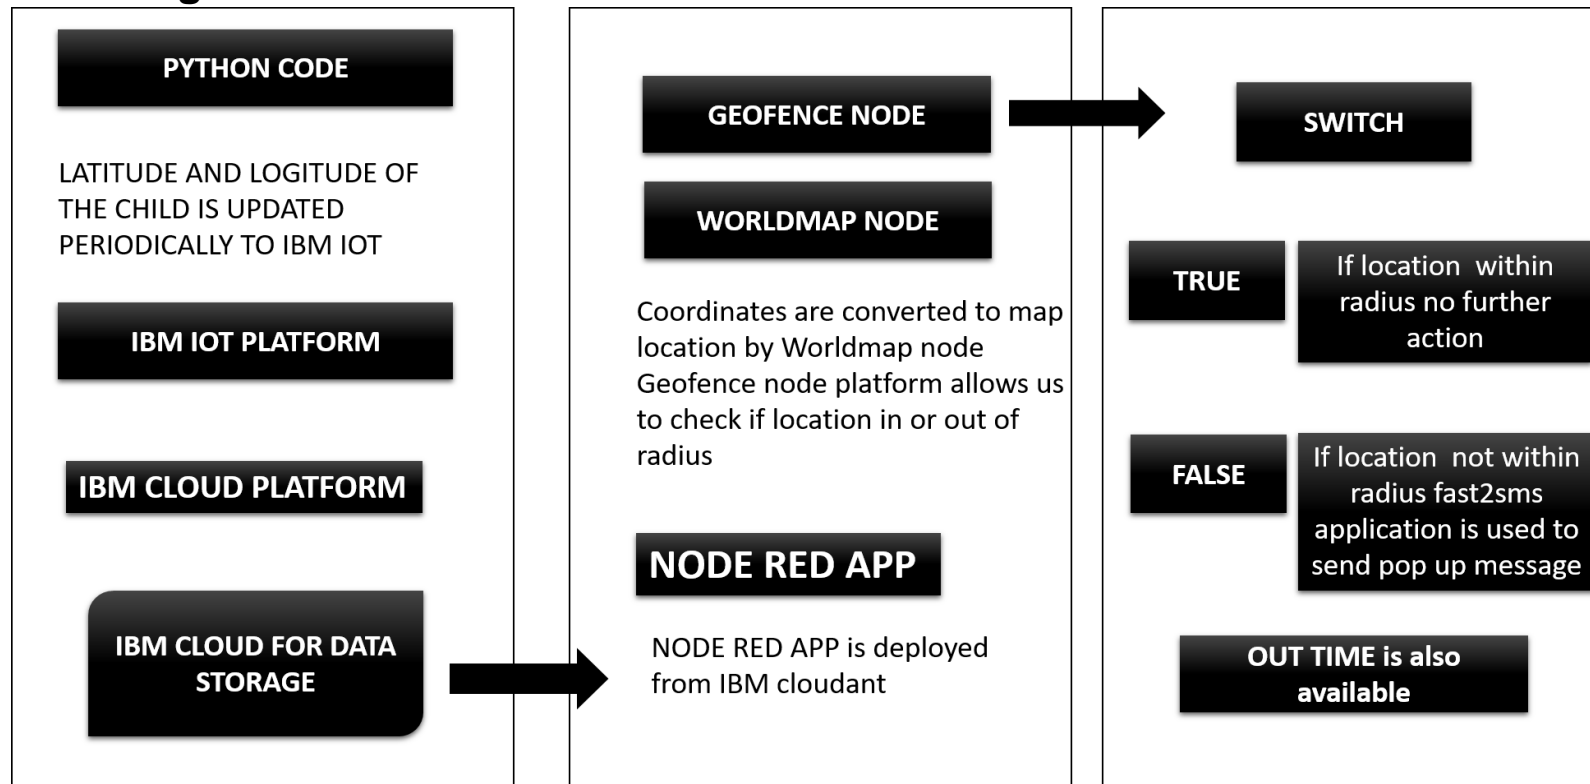 PYTHON CODE
LATITUDE AND LOGITUDE OF
THE CHILD IS UPDATED
PERIODICALLY TO IBM IOT
IBM IOT PLATFORM
IBM CLOUD PLATFORM
IBM CLOUD FOR DATA
STORAGE
GEOFENCE NODE
WORLDMAP NODE
Coordinates are converted to map
location by Worldmap node
Geofence node platform allows us
to check if location in or out of
radius
NODE RED APP
NODE RED APP is deployed
from IBM cloudant
SWITCH
TRUE
If location within
radius no further
action
FALSE
If location not within
radius fast2sms
application is used to
send pop up message
OUT TIME is also
available